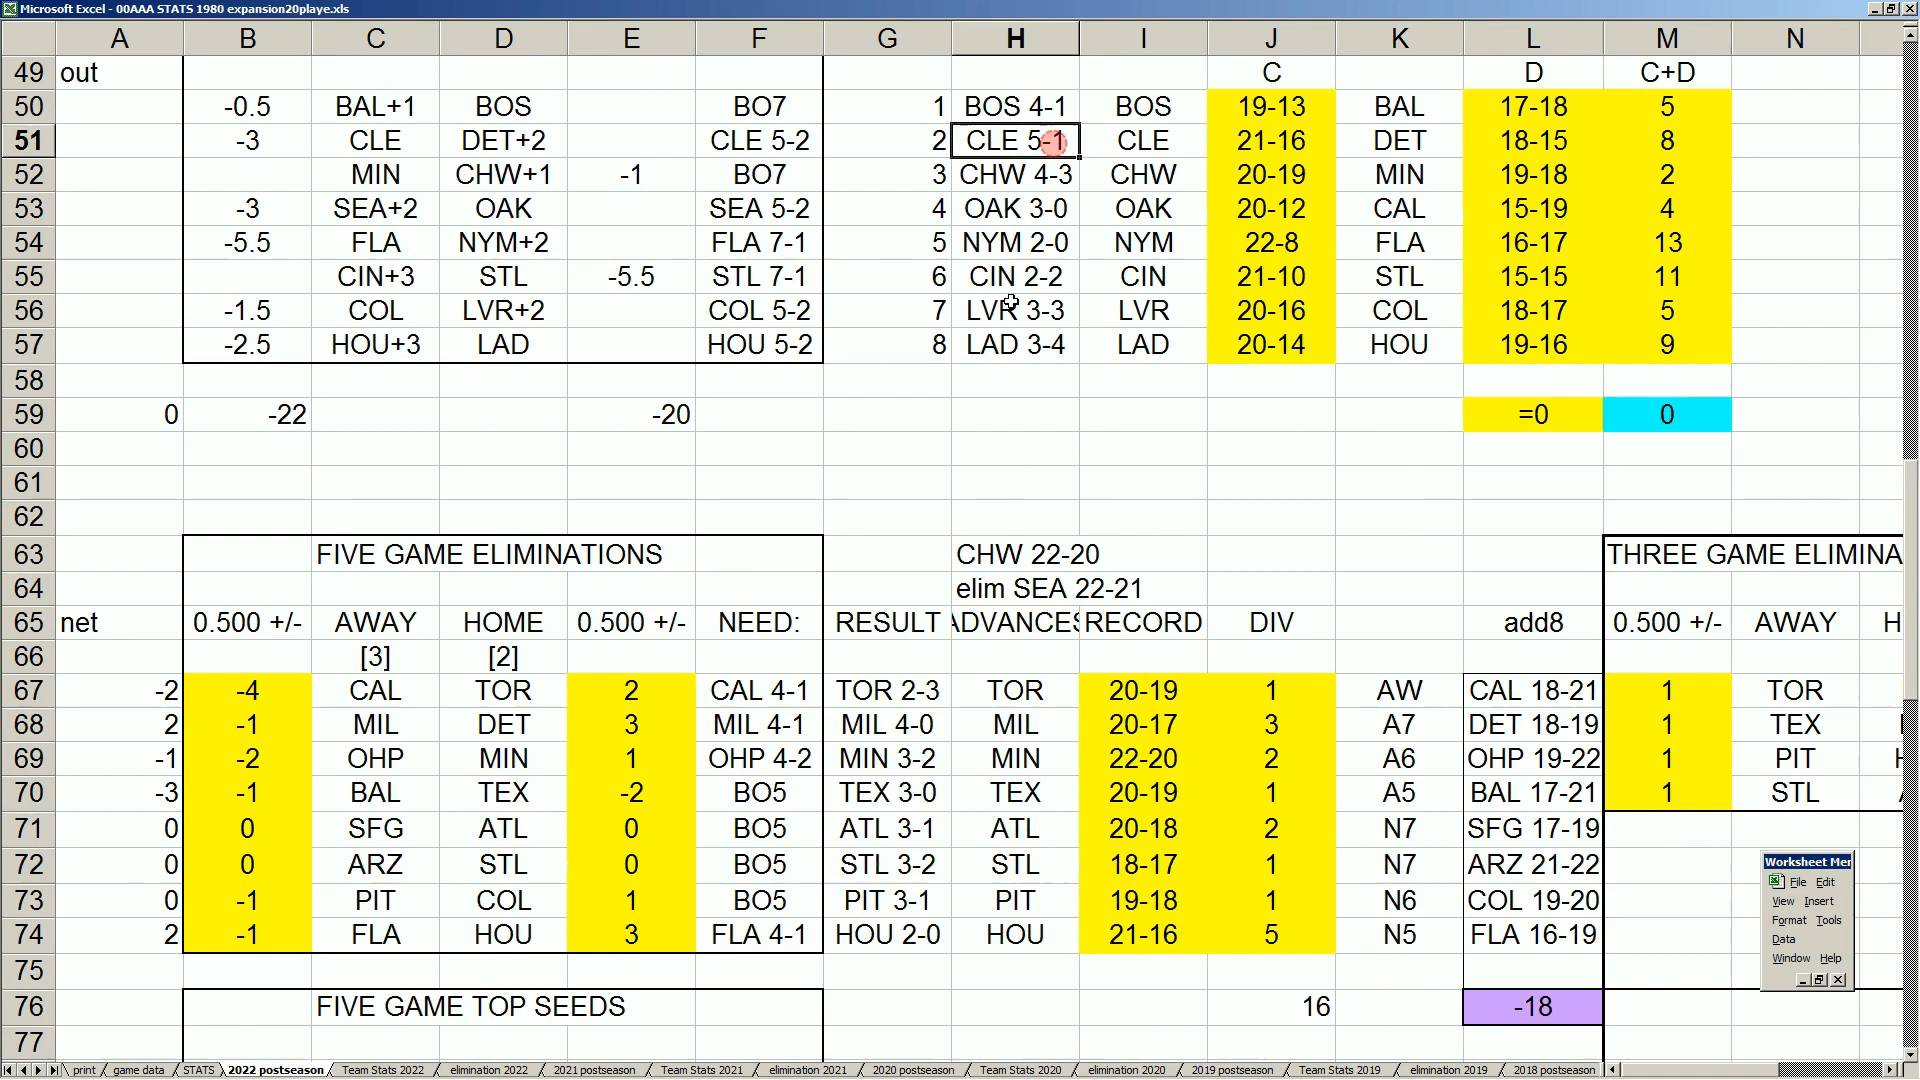 Microsoft Excel - 00AAA STATS 1980 expansion20playe.xls
A B C D E F G H I J K L M N
49 out C D C+D
50 -0.5 BAL+1 BOS BO7 1 BOS 4-1 BOS 19-13 BAL 17-18 5
51 -3 CLE DET+2 CLE 5-2 2 CLE 5-1 CLE 21-16 DET 18-15 8
52 MIN CHW+1 -1 BO7 3 CHW 4-3 CHW 20-19 MIN 19-18 2
53 -3 SEA+2 OAK SEA 5-2 4 OAK 3-0 OAK 20-12 CAL 15-19 4
54 -5.5 FLA NYM+2 FLA 7-1 5 NYM 2-0 NYM 22-8 FLA 16-17 13
55 CIN+3 STL -5.5 STL 7-1 6 CIN 2-2 CIN 21-10 STL 15-15 11
56 -1.5 COL LVR+2 COL 5-2 7 LVR 3-3 LVR 20-16 COL 18-17 5
57 -2.5 HOU+3 LAD HOU 5-2 8 LAD 3-4 LAD 20-14 HOU 19-16 9
58
59 0 -22 -20 =0 0
60
61
62
63 FIVE GAME ELIMINATIONS CHW 22-20 THREE GAME ELIMINA
64 elim SEA 22-21
65 net 0.500 +/- AWAY HOME 0.500 +/- NEED: RESULT ADVANCES RECORD DIV add8 0.500 +/- AWAY H
66 [3] [2]
67 -2 -4 CAL TOR 2 CAL 4-1 TOR 2-3 TOR 20-19 1 AW CAL 18-21 1 TOR
68 2 -1 MIL DET 3 MIL 4-1 MIL 4-0 MIL 20-17 3 A7 DET 18-19 1 TEX
69 -1 -2 OHP MIN 1 OHP 4-2 MIN 3-2 MIN 22-20 2 A6 OHP 19-22 1 PIT
70 -3 -1 BAL TEX -2 BO5 TEX 3-0 TEX 20-19 1 A5 BAL 17-21 1 STL
71 0 0 SFG ATL 0 BO5 ATL 3-1 ATL 20-18 2 N7 SFG 17-19
72 0 0 ARZ STL 0 BO5 STL 3-2 STL 18-17 1 N7 ARZ 21-22
73 0 -1 PIT COL 1 BO5 PIT 3-1 PIT 19-18 1 N6 COL 19-20
74 2 -1 FLA HOU 3 FLA 4-1 HOU 2-0 HOU 21-16 5 N5 FLA 16-19
75
76 FIVE GAME TOP SEEDS 16 -18
77
Worksheet Mer
File Edit
View Insert
Format Tools
Data
Window Help
print game data STATS 2022 postseason Team Stats 2022 elimination 2022 2021 postseason Team Stats 2021 elimination 2021 2020 postseason Team Stats 2020 elimination 2020 2019 postseason Team Stats 2019 elimination 2019 2018 postseason